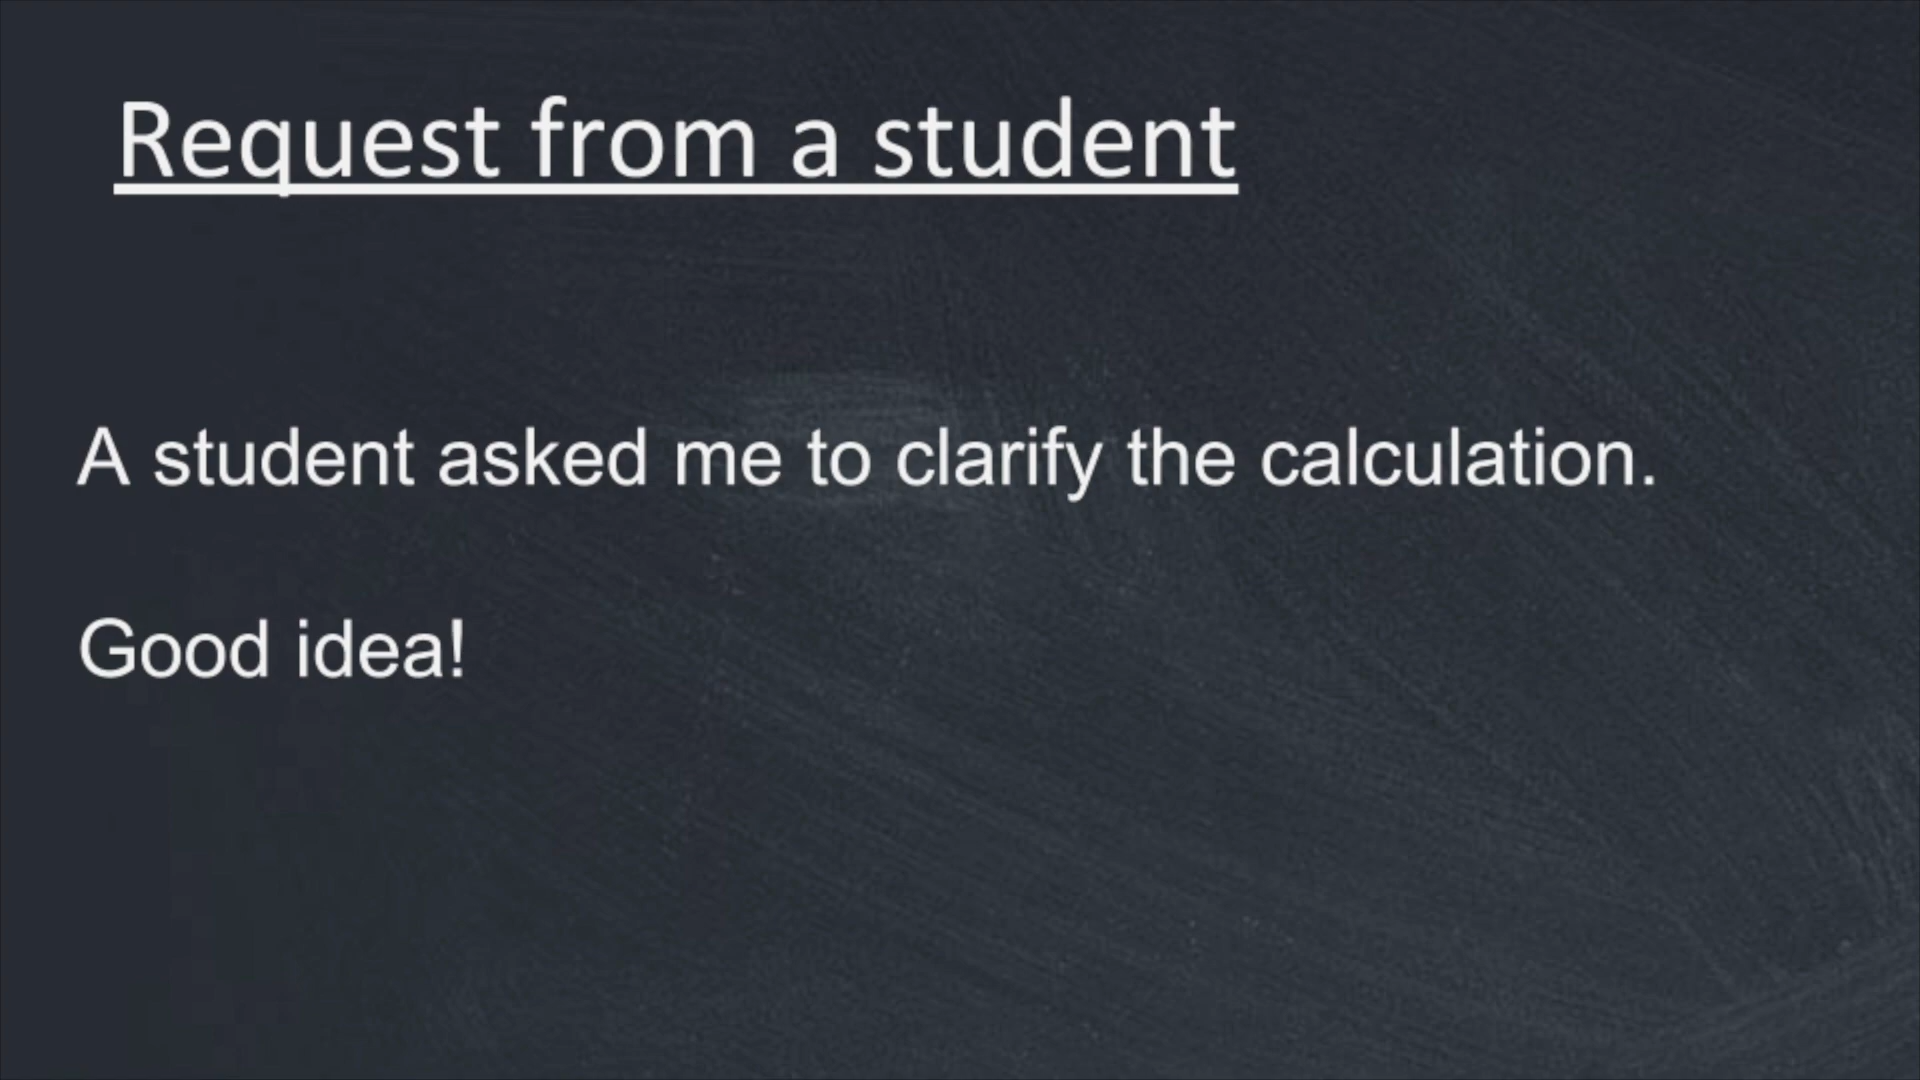 Request from a student
A student asked me to clarify the calculation.
Good idea!